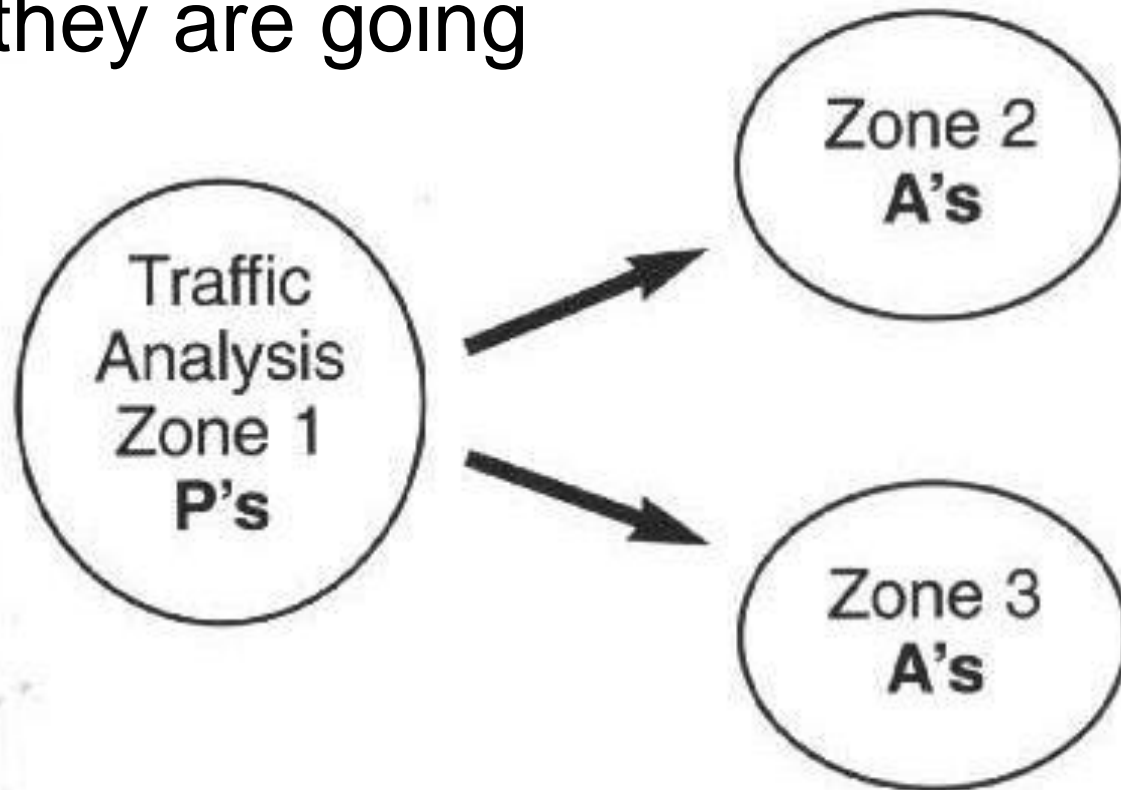 they are going
Traffic
Analysis
Zone 1
P's
Zone 2
A's
Zone 3
A's